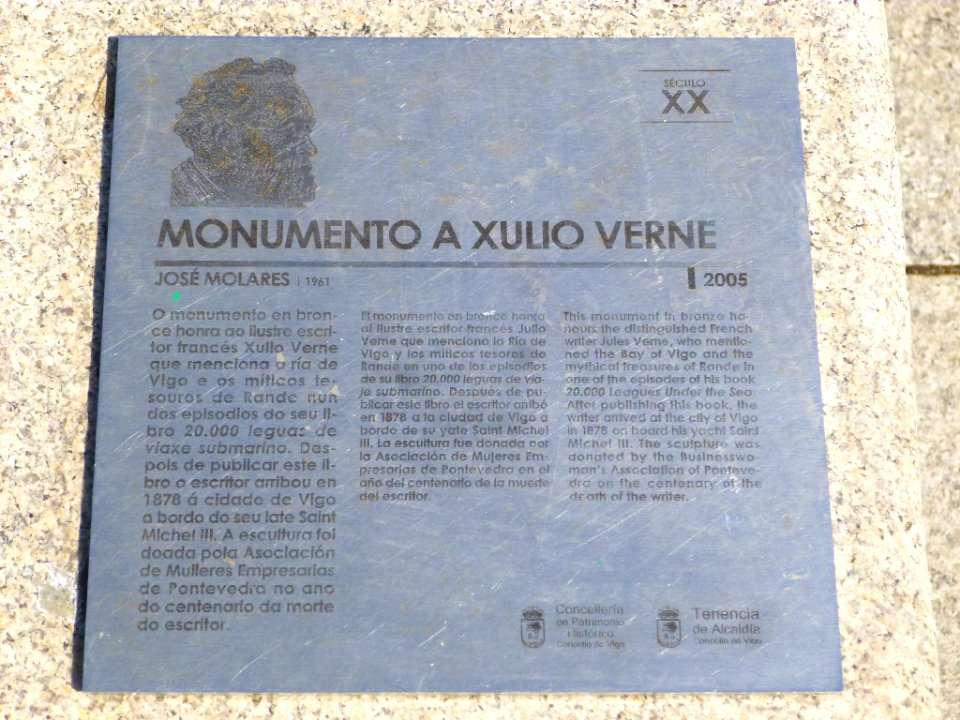 SÉCULO
XX
MONUMENTO A XULIO VERNE
JOSÉ MOLARES | 1961
2005
O monumento en bron-
ce honra ao ilustre escri-
tor francés Xulio Verne
que menciona a ría de
Vigo e os míticos te-
souros de Rande nun
dos episodios do seu li-
bro 20.000 leguas de
viaxe submarino. Des-
pois de publicar este li-
bro o escritor arribou en
1878 á cidade de Vigo
a bordo do seu iate Saint
Michel III. A escultura foi
doada pola Asociación
de Mulleres Empresarias
de Pontevedra no ano
do centenario da morte
do escritor.
El monumento en bronce honra
al ilustre escritor francés Julio
Verne que menciona la Ría de
Vigo y los míticos tesoros de
Rande en uno de los episodios
de su libro 20.000 leguas de via-
je submarino. Después de pu-
blicar este libro el escritor arribó
en 1878 a la ciudad de Vigo a
bordo de su yate Saint Michel
III. La escultura fue donada por
la Asociación de Mujeres Em-
presarias de Pontevedra en el
año del centenario de la muerte
del escritor.
This monument in bronze ho-
nours the distinguished French
writer Jules Verne, who mentio-
ned the Bay of Vigo and the
mythical treasures of Rande in
one of the episodes of his book
20.000 Leagues Under the Sea.
After publishing this book, the
writer arrived at the city of Vigo
in 1878 on board his yacht Saint
Michel III. The sculpture was
donated by the Businesswo-
man's Association of Ponteve-
dra on the centenary of the
death of the writer.
Concellería
de Patrimonio
Histórico
Concello de Vigo
Tenencia
de Alcaldía
Concello de Vigo